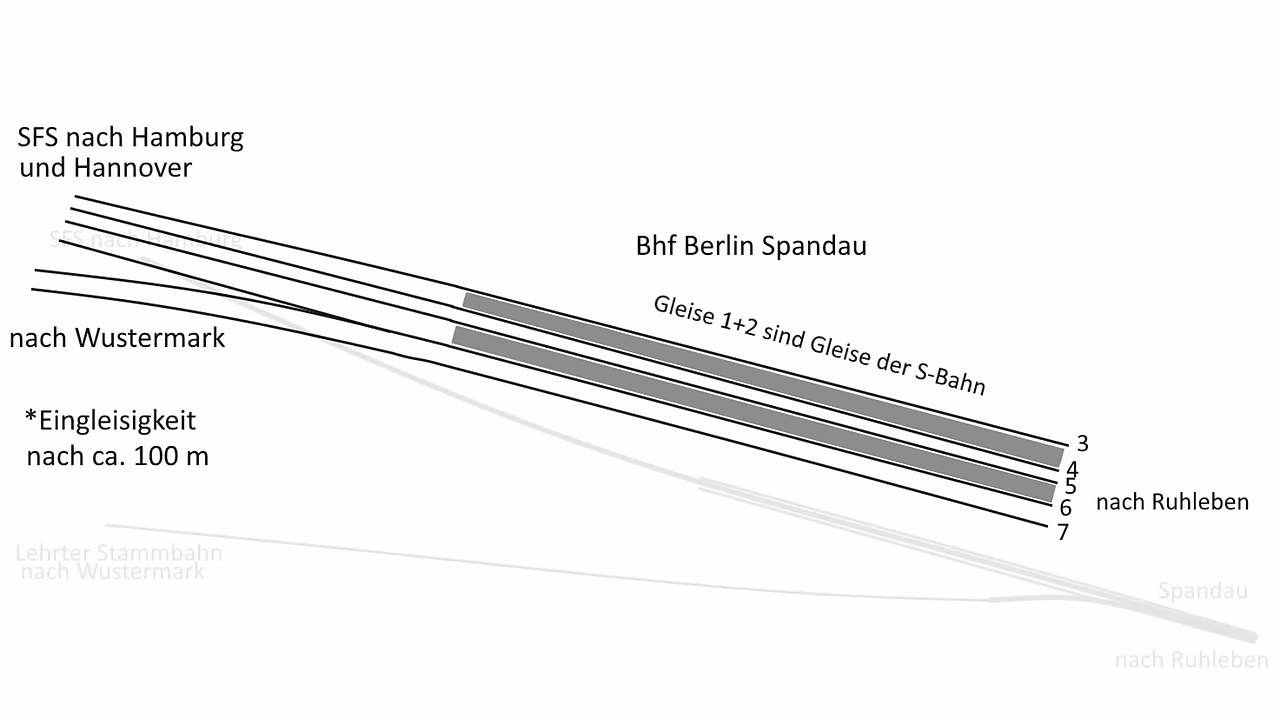 SFS nach Hamburg
und Hannover
SFS nach Hamburg
Bhf Berlin Spandau
Gleise 1+2 sind Gleise der S-Bahn
nach Wustermark
*Eingleisigkeit
nach ca. 100 m
3
4
5
6
7
nach Ruhleben
Lehrter Stammbahn
nach Wustermark
Spandau
nach Ruhleben